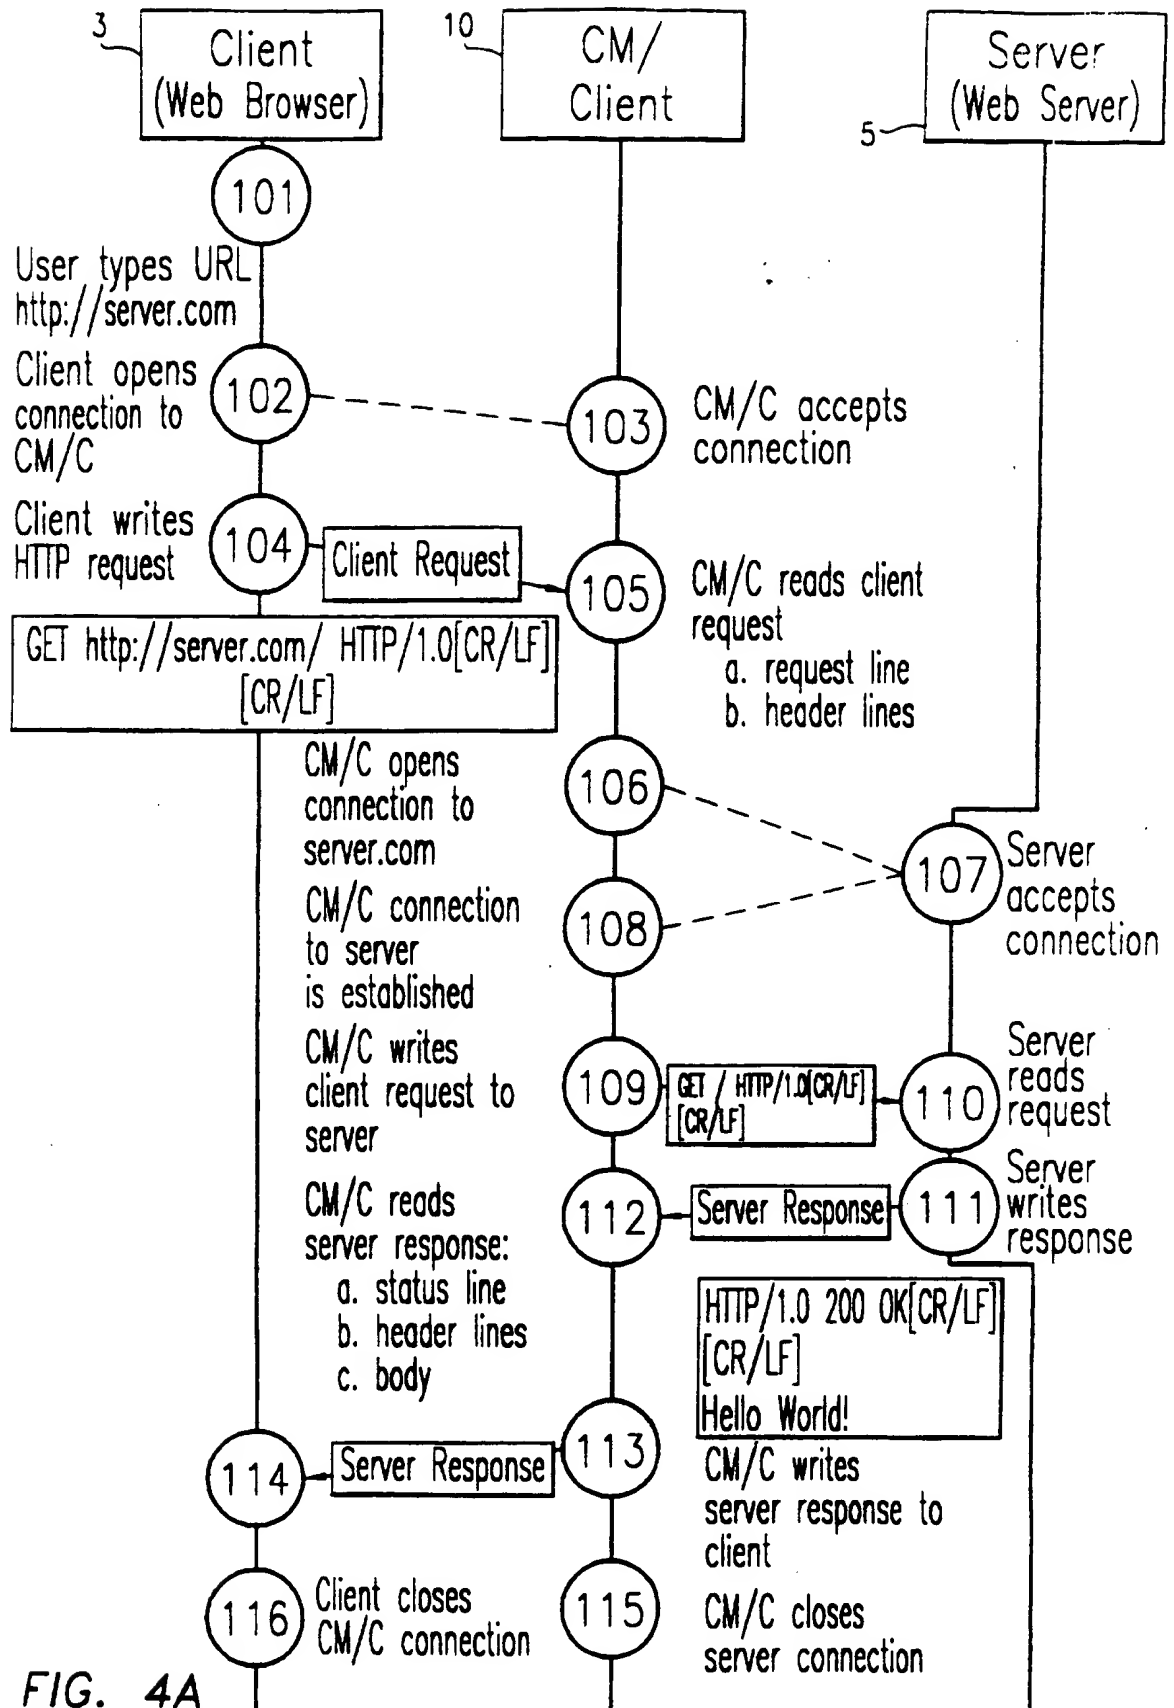 3
Client
(Web Browser)
10
CM/
Client
Server
(Web Server)
5
101
User types URL
http://server.com
Client opens
connection to
CM/C
102
103
CM/C accepts
connection
Client writes
HTTP request
104
Client Request
105
CM/C reads client
request
a. request line
b. header lines
GET http://server.com/ HTTP/1.0[CR/LF]
[CR/LF]
CM/C opens
connection to
server.com
106
107
Server
accepts
connection
CM/C connection
to server
is established
108
CM/C writes
client request to
server
109
GET / HTTP/1.0[CR/LF]
[CR/LF]
110
Server
reads
request
CM/C reads
server response:
a. status line
b. header lines
c. body
112
Server Response
111
Server
writes
response
HTTP/1.0 200 OK[CR/LF]
[CR/LF]
Hello World!
114
Server Response
113
CM/C writes
server response to
client
116
Client closes
CM/C connection
115
CM/C closes
server connection
FIG. 4A